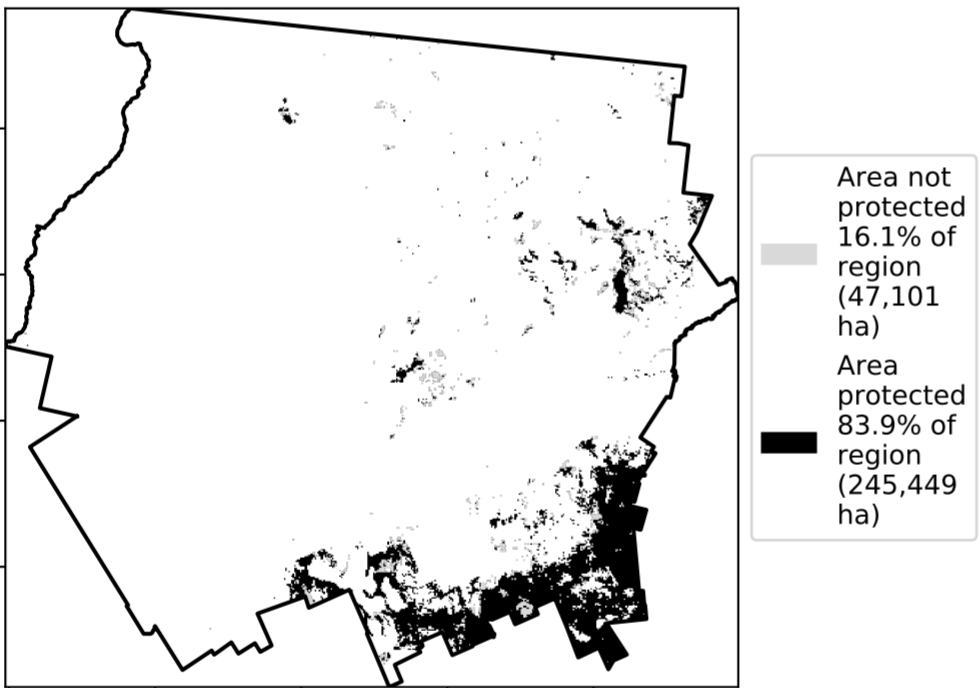 Area not
protected
16.1% of
region
(47,101
ha)
Area
protected
83.9% of
region
(245,449
ha)